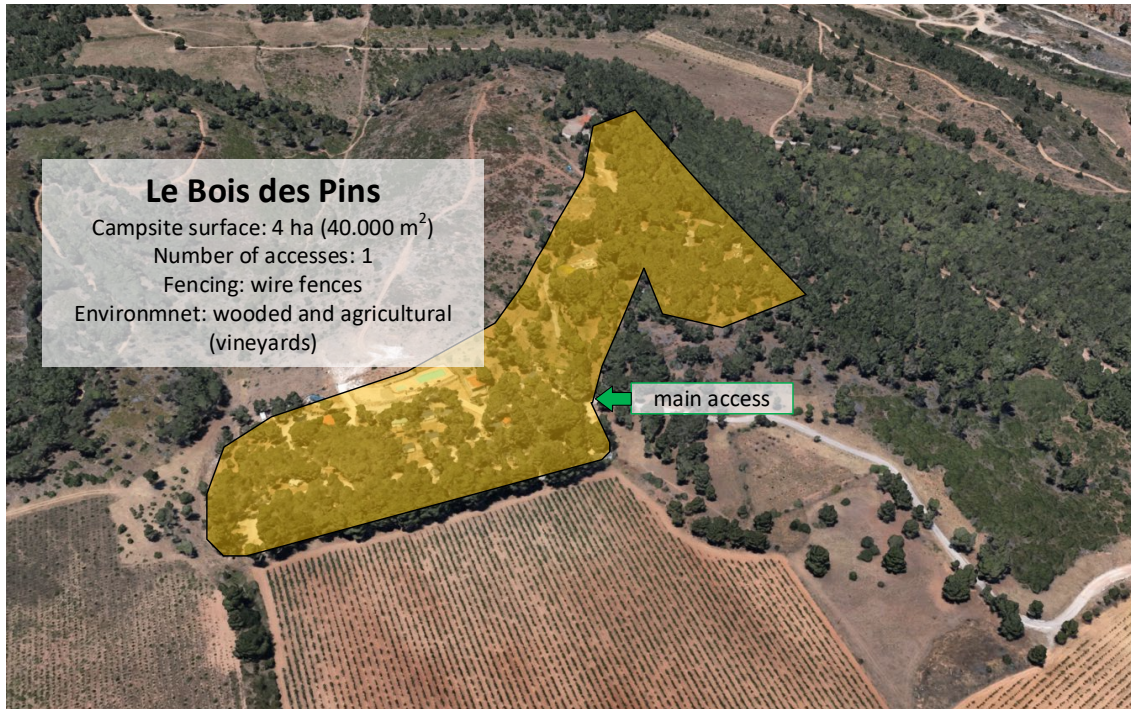 Le Bois des Pins
Campsite surface: 4 ha (40.000 m²)
Number of accesses: 1
Fencing: wire fences
Environmnet: wooded and agricultural
(vineyards)
main access